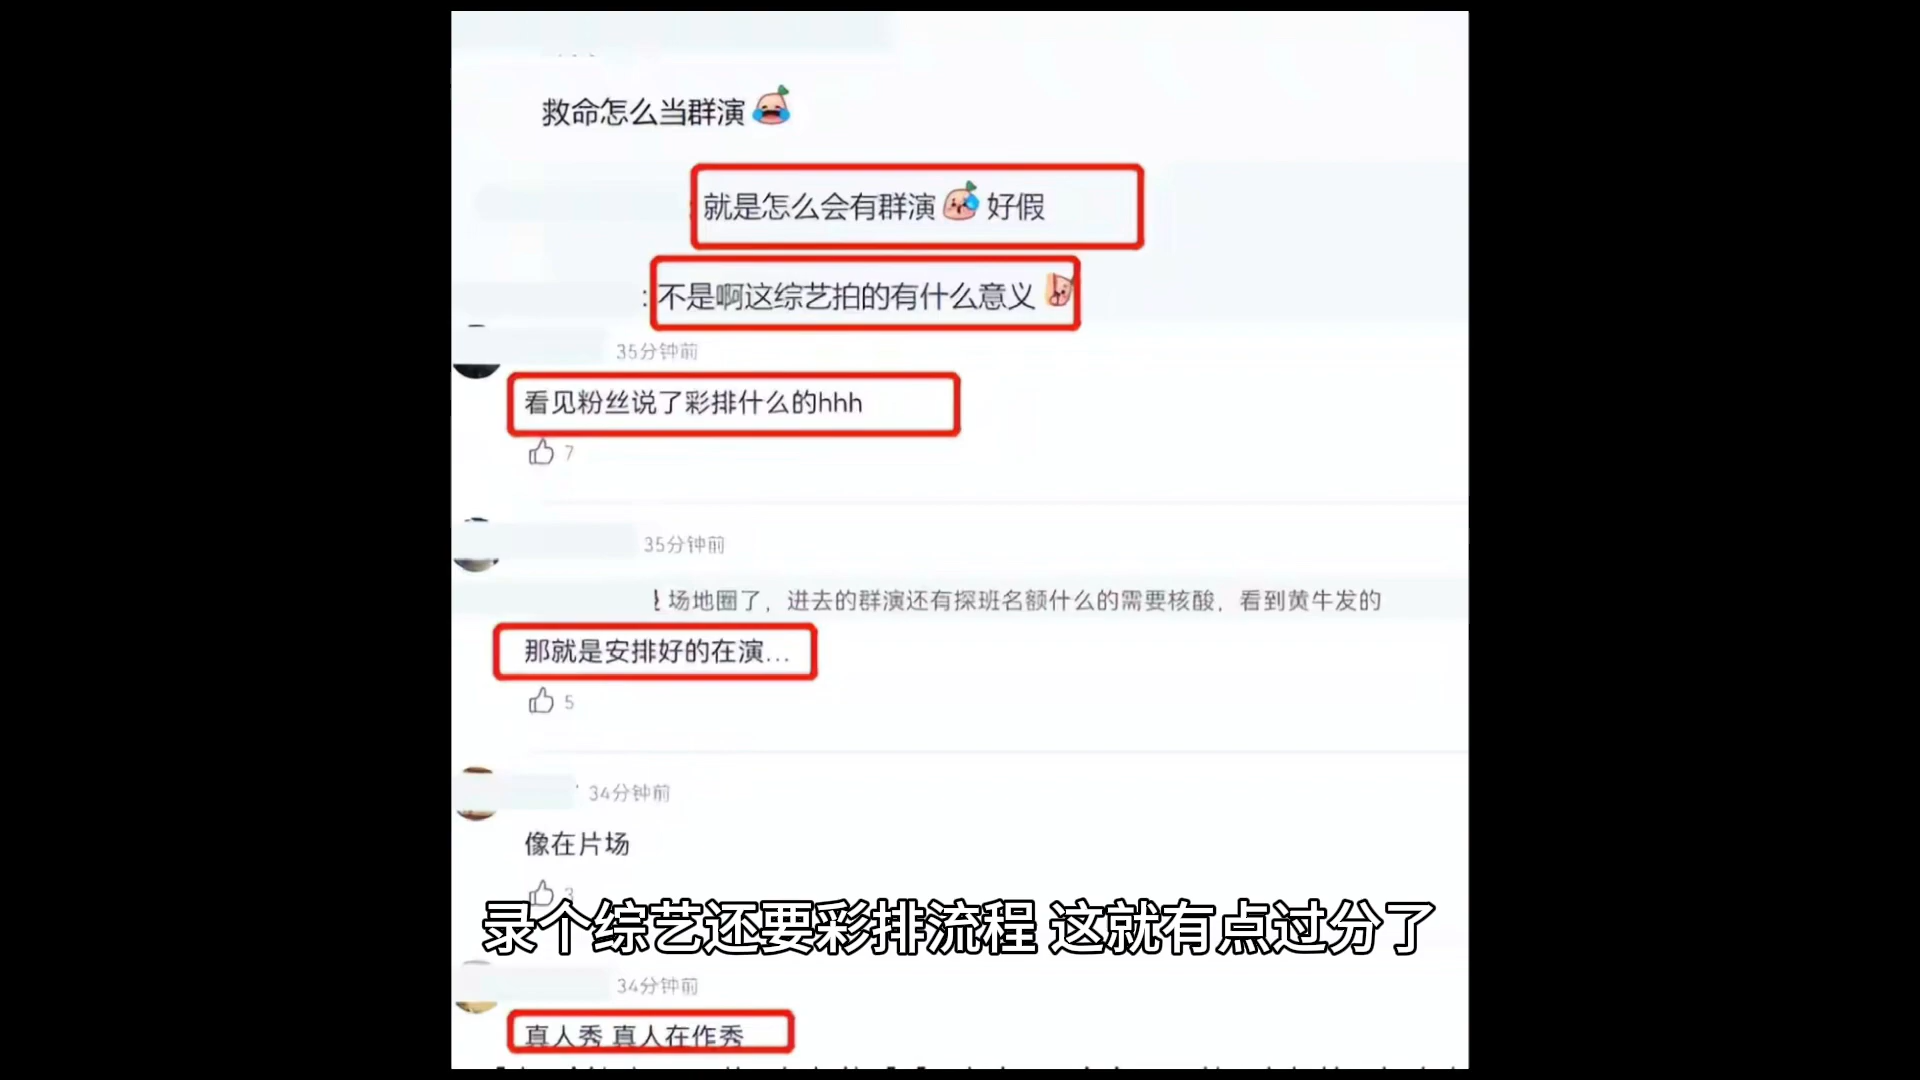 救命怎么当群演
就是怎么会有群演 好假
: 不是啊这综艺拍的有什么意义
35分钟前
看见粉丝说了彩排什么的hhh
7
35分钟前
场地圈了，进去的群演还有探班名额什么的需要核酸，看到黄牛发的
那就是安排好的在演...
5
34分钟前
像在片场
3
录个综艺还要彩排流程 这就有点过分了
34分钟前
真人秀 真人在作秀